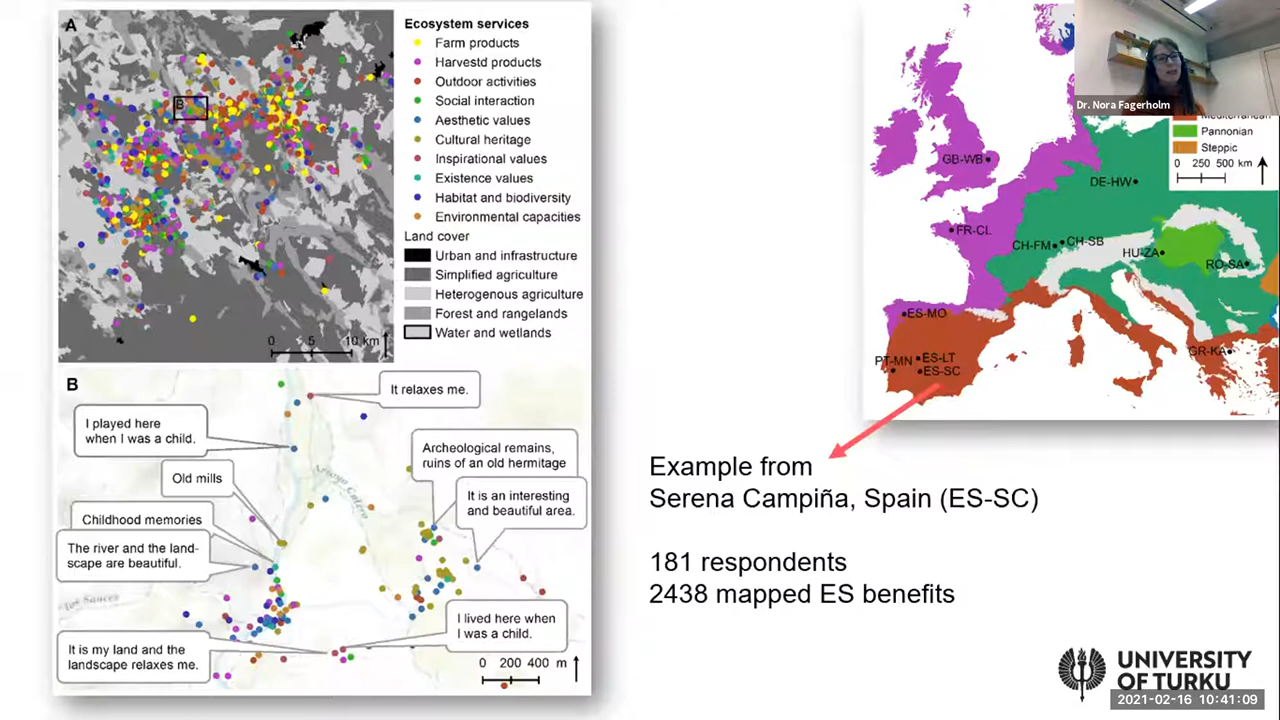 A
Ecosystem services
Farm products
Harvestd products
Outdoor activities
Social interaction
Aesthetic values
Cultural heritage
Inspirational values
Existence values
Habitat and biodiversity
Environmental capacities
Land cover
Urban and infrastructure
Simplified agriculture
Heterogenous agriculture
Forest and rangelands
Water and wetlands
B
0 5 10 km
B
It relaxes me.
I played here
when I was a child.
Archeological remains,
ruins of an old hermitage
Old mills
It is an interesting
and beautiful area.
Childhood memories
The river and the land-
scape are beautiful.
I lived here when
I was a child.
It is my land and the
landscape relaxes me.
0 200 400 m
Dr. Nora Fagerholm
Mediterranean
Pannonian
Steppic
0 250 500 km
GB-WB
DE-HW
FR-CL
CH-FM
CH-SB
HU-ZA
RO-SA
ES-MO
PT-MN
ES-LT
ES-SC
GR-KA
Example from
Serena Campiña, Spain (ES-SC)
181 respondents
2438 mapped ES benefits
UNIVERSITY
OF TURKU
2021-02-16 10:41:09